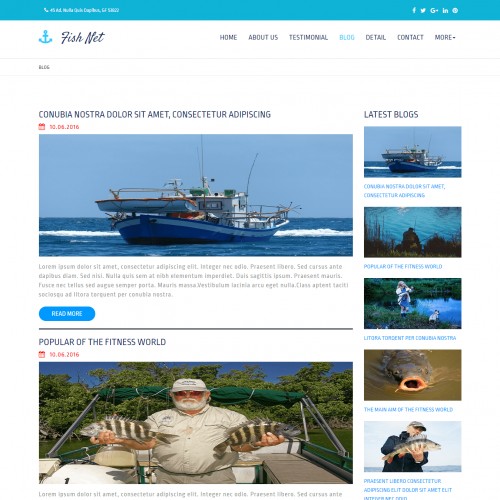 45 Ad, Nulla Quis Dapibus, GF 53022
Fish Net
HOME ABOUT US TESTIMONIAL BLOG DETAIL CONTACT MORE
BLOG
CONUBIA NOSTRA DOLOR SIT AMET, CONSECTETUR ADIPISCING
10.06.2016
Lorem ipsum dolor sit amet, consectetur adipiscing elit. Integer nec odio. Praesent libero. Sed cursus ante
dapibus diam. Sed nisi. Nulla quis sem at nibh elementum imperdiet. Duis sagittis ipsum. Praesent mauris.
Fusce nec tellus sed augue semper porta. Mauris massa.Vestibulum lacinia arcu eget nulla.Class aptent taciti
sociosqu ad litora torquent per conubia nostra.
READ MORE
POPULAR OF THE FITNESS WORLD
10.06.2016
Lorem ipsum dolor sit amet, consectetur adipiscing elit. Integer nec odio. Praesent libero. Sed cursus ante
LATEST BLOGS
CONUBIA NOSTRA DOLOR SIT AMET,
CONSECTETUR ADIPISCING
POPULAR OF THE FITNESS WORLD
LITORA TORQENT PER CONUBIA NOSTRA
THE MAIN AIM OF THE FITNESS WORLD
PRAESENT LIBERO CONSECTETUR
ADIPISCING ELIT DOLOR SIT AMET
ELIT INTEGER NEC ODIO